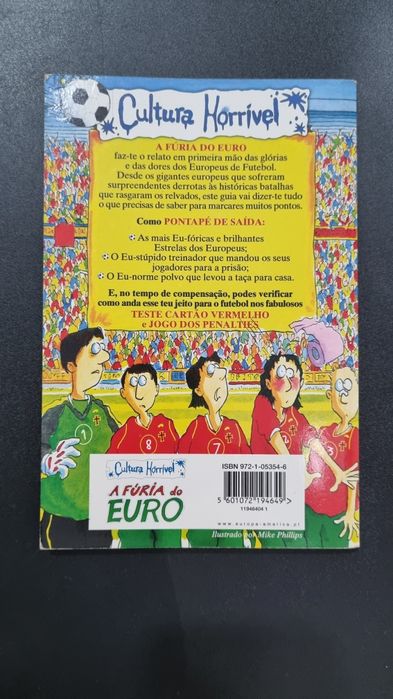 Cultura Horrível
A FÚRIA DO EURO
faz-te o relato em primeira mão das glórias
e das dores dos Europeus de Futebol.
Desde os gigantes europeus que sofreram
surpreendentes derrotas às históricas batalhas
que rasgaram os relvados, este guia vai dizer-te tudo
o que precisas de saber para marcares muitos pontos.
Como PONTAPÉ DE SAÍDA:
As mais Eu-fóricas e brilhantes
Estrelas dos Europeus;
O Eu-stúpido treinador que mandou os seus
jogadores para a prisão;
O Eu-norme polvo que levou a taça para casa.
E, no tempo de compensação, podes verificar
como anda esse teu jeito para o futebol nos fabulosos
TESTE CARTÃO VERMELHO
e JOGO DOS PENALTIES
1
8
7
2
3
Cultura Horrível
A FÚRIA do
EURO
ISBN 972-1-05354-6
5 601072 194649 >
11946404 1
www.europa-america.pt
Ilustrado por Mike Phillips